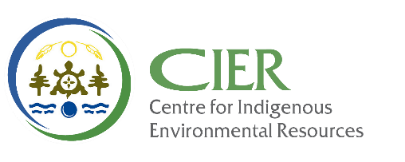 CIER
Centre for Indigenous
Environmental Resources